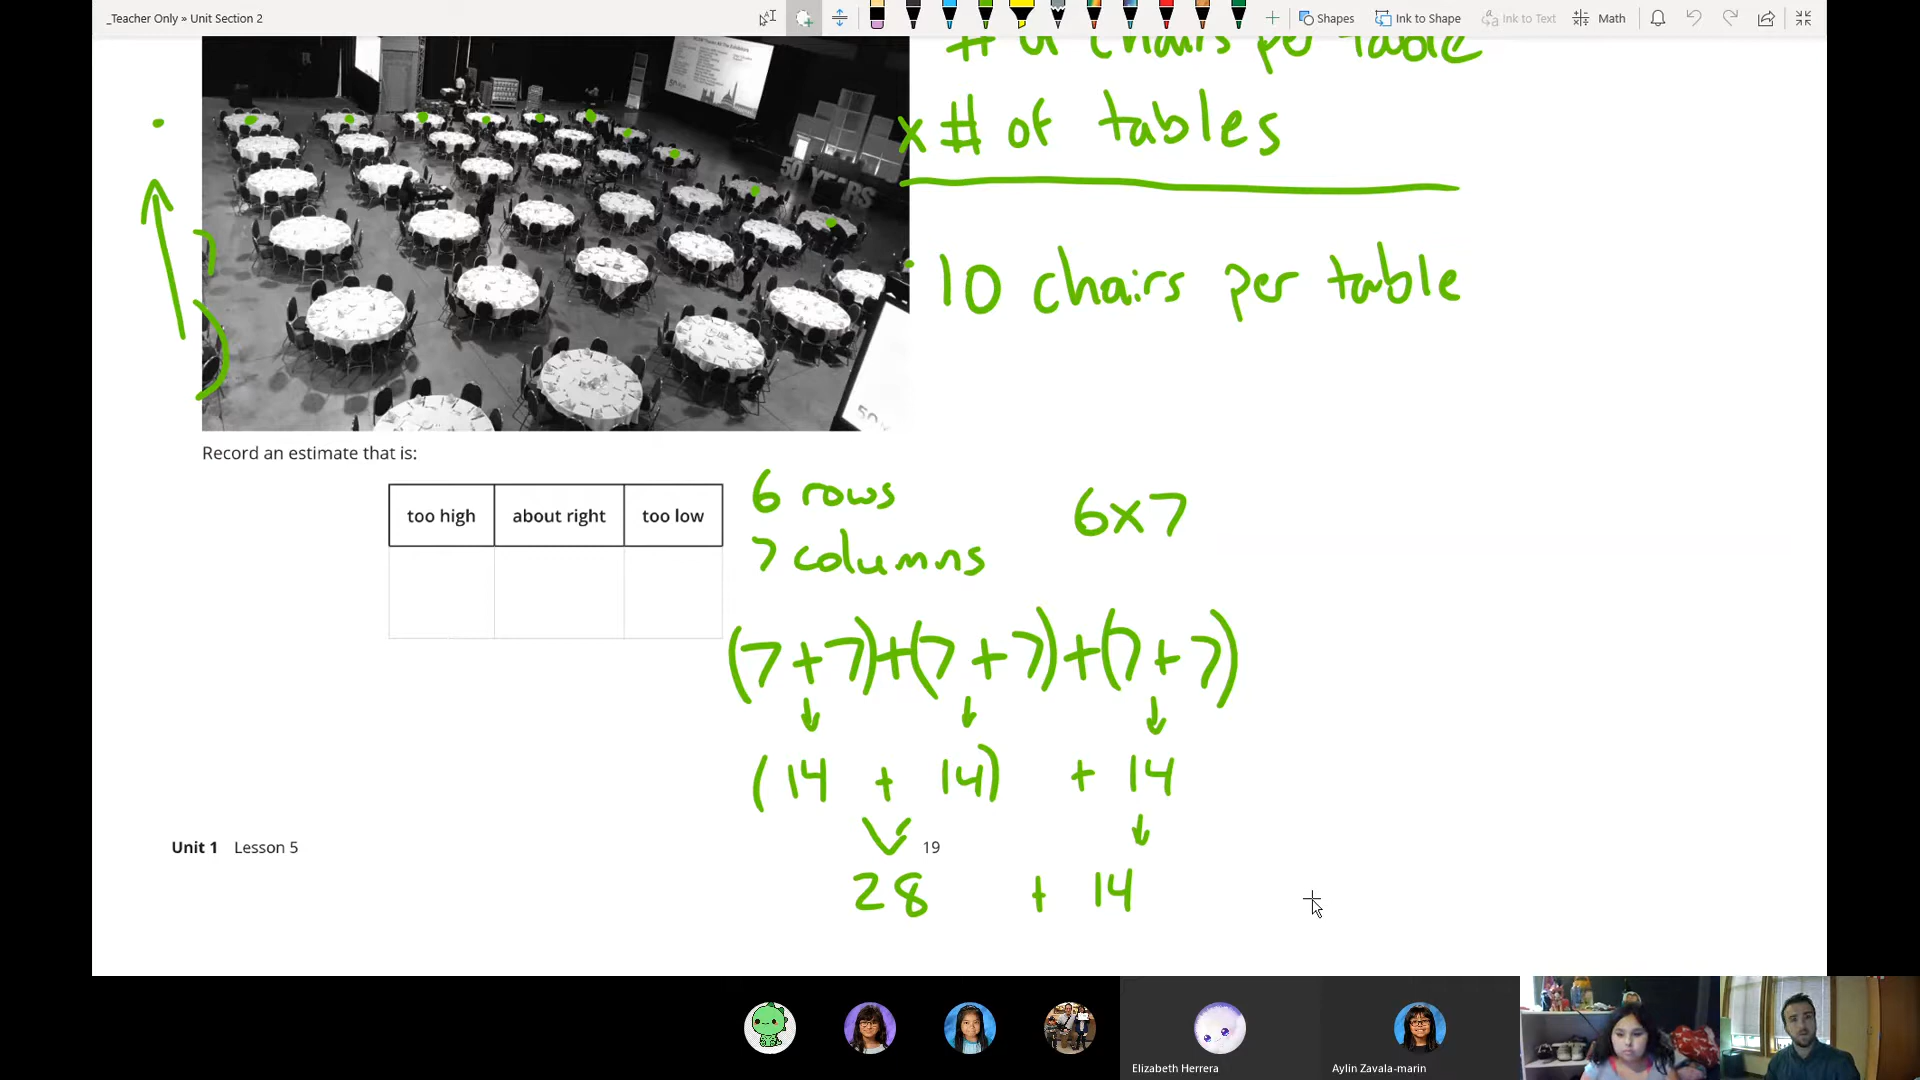 _Teacher Only » Unit Section 2
Shapes
Ink to Shape
Ink to Text
Math
# of chairs per table
x # of tables
50 YEARS
10 chairs per table
50
Record an estimate that is:
too high
about right
too low
6 rows
7 columns
6x7
(7+7)+(7+7)+(7+7)
(14 + 14) + 14
28 + 14
Unit 1 Lesson 5
19
Elizabeth Herrera
Aylin Zavala-marin